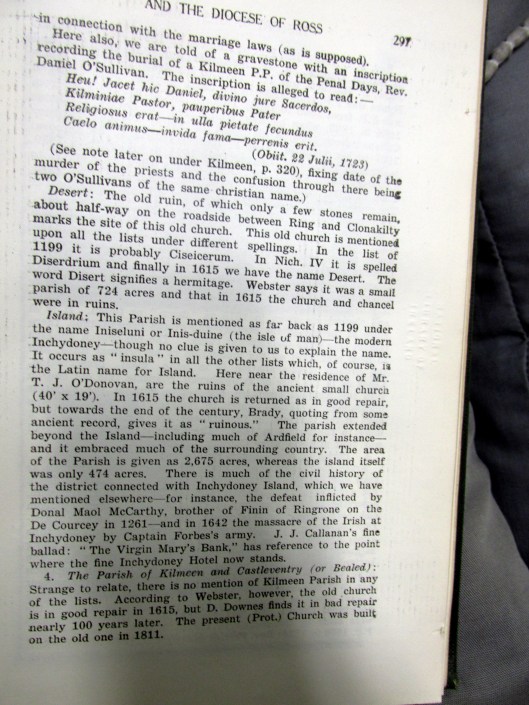 AND THE DIOCESE OF ROSS
297
in connection with the marriage laws (as is supposed).
Here also, we are told of a gravestone with an inscription
recording the burial of a Kilmeen P.P. of the Penal Days, Rev.
Daniel O'Sullivan. The inscription is alleged to read:—
Heu! Jacet hic Daniel, divino jure Sacerdos,
Kilminiae Pastor, pauperibus Pater
Religiosus erat—in ulla pietate fecundus
Caelo animus—invida fama—perrenis erit.
(Obiit. 22 Julii, 1723)
(See note later on under Kilmeen, p. 320), fixing date of the
murder of the priests and the confusion through there being
two O'Sullivans of the same christian name.)
Desert: The old ruin, of which only a few stones remain,
about half-way on the roadside between Ring and Clonakilty
marks the site of this old church. This old church is mentioned
upon all the lists under different spellings. In the list of
1199 it is probably Ciseicerum. In Nich. IV it is spelled
Diserdrium and finally in 1615 we have the name Desert. The
word Disert signifies a hermitage. Webster says it was a small
parish of 724 acres and that in 1615 the church and chancel
were in ruins.
Island: This Parish is mentioned as far back as 1199 under
the name Iniseluni or Inis-duine (the isle of man)—the modern
Inchydoney—though no clue is given to us to explain the name.
It occurs as "insula" in all the other lists which, of course, is
the Latin name for Island. Here near the residence of Mr.
T. J. O'Donovan, are the ruins of the ancient small church
(40' x 19'). In 1615 the church is returned as in good repair,
but towards the end of the century, Brady, quoting from some
ancient record, gives it as "ruinous." The parish extended
beyond the Island—including much of Ardfield for instance—
and it embraced much of the surrounding country. The area
of the Parish is given as 2,675 acres, whereas the island itself
was only 474 acres. There is much of the civil history of
the district connected with Inchydoney Island, which we have
mentioned elsewhere—for instance, the defeat inflicted by
Donal Maol McCarthy, brother of Finin of Ringrone on the
De Courcey in 1261—and in 1642 the massacre of the Irish at
Inchydoney by Captain Forbes's army. J. J. Callanan's fine
ballad: "The Virgin Mary's Bank," has reference to the point
where the fine Inchydoney Hotel now stands.
4. The Parish of Kilmeen and Castleventry (or Bealed):
Strange to relate, there is no mention of Kilmeen Parish in any
of the lists. According to Webster, however, the old church
is in good repair in 1615, but D. Downes finds it in bad repair
nearly 100 years later. The present (Prot.) Church was built
on the old one in 1811.